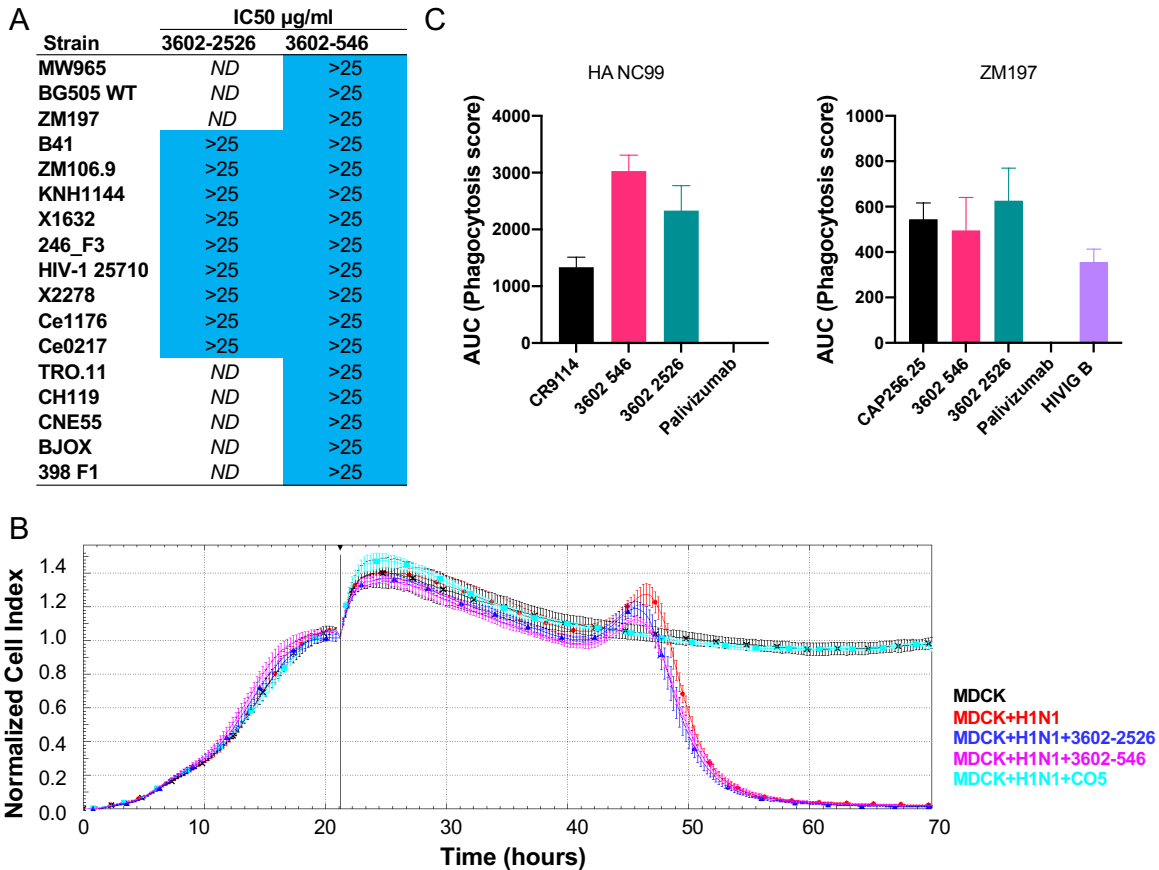 A
IC50 µg/ml
Strain 3602-2526 3602-546
MW965 ND >25
BG505 WT ND >25
ZM197 ND >25
B41 >25 >25
ZM106.9 >25 >25
KNH1144 >25 >25
X1632 >25 >25
246_F3 >25 >25
HIV-1 25710 >25 >25
X2278 >25 >25
Ce1176 >25 >25
Ce0217 >25 >25
TRO.11 ND >25
CH119 ND >25
CNE55 ND >25
BJOX ND >25
398 F1 ND >25
C
HA NC99
AUC (Phagocytosis score)
4000
3000
2000
1000
0
CR9114
3602 546
3602 2526
Palivizumab
ZM197
AUC (Phagocytosis score)
1000
800
600
400
200
0
CAP256.25
3602 546
3602 2526
Palivizumab
HIVIG B
B
Normalized Cell Index
1.4
1.2
1.0
0.8
0.6
0.4
0.2
0.0
0 10 20 30 40 50 60 70
Time (hours)
MDCK
MDCK+H1N1
MDCK+H1N1+3602-2526
MDCK+H1N1+3602-546
MDCK+H1N1+CO5